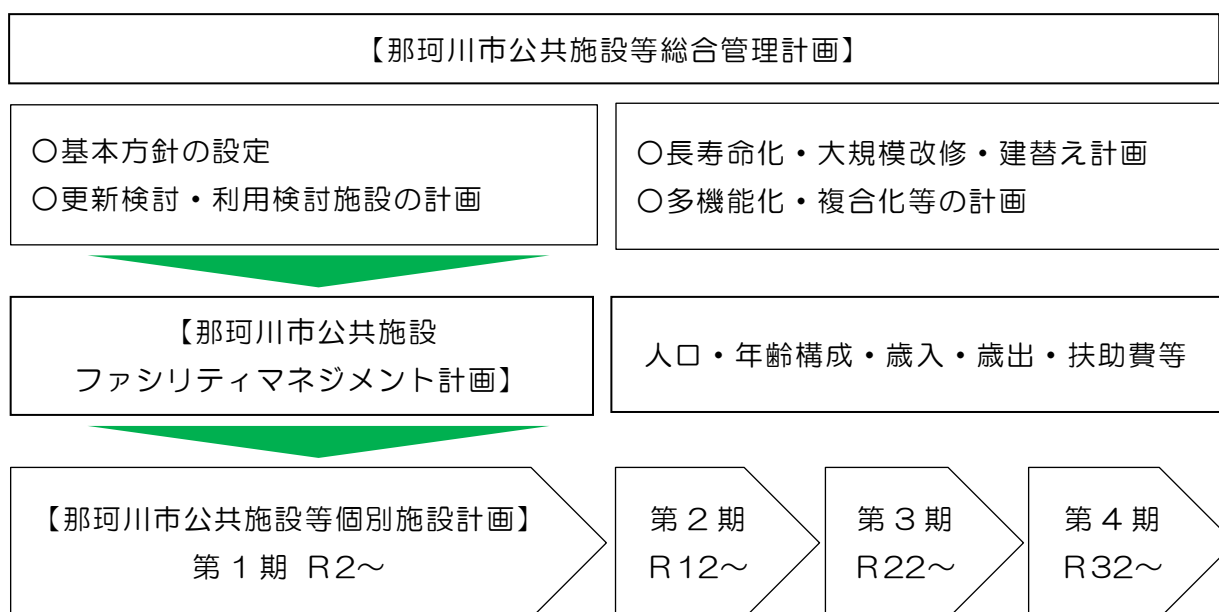 【那珂川市公共施設等総合管理計画】
〇基本方針の設定
〇更新検討・利用検討施設の計画
〇長寿命化・大規模改修・建替え計画
〇多機能化・複合化等の計画
【那珂川市公共施設
ファシリティマネジメント計画】
人口・年齢構成・歳入・歳出・扶助費等
【那珂川市公共施設等個別施設計画】
第1期 R2～
第2期
R12～
第3期
R22～
第4期
R32～